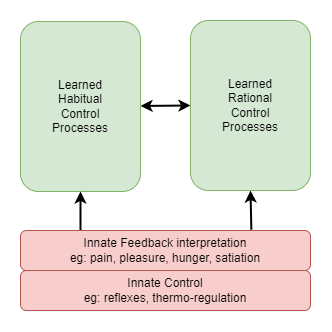 Learned
Habitual
Control
Processes
Learned
Rational
Control
Processes
Innate Feedback interpretation
eg: pain, pleasure, hunger, satiation
Innate Control
eg: reflexes, thermo-regulation